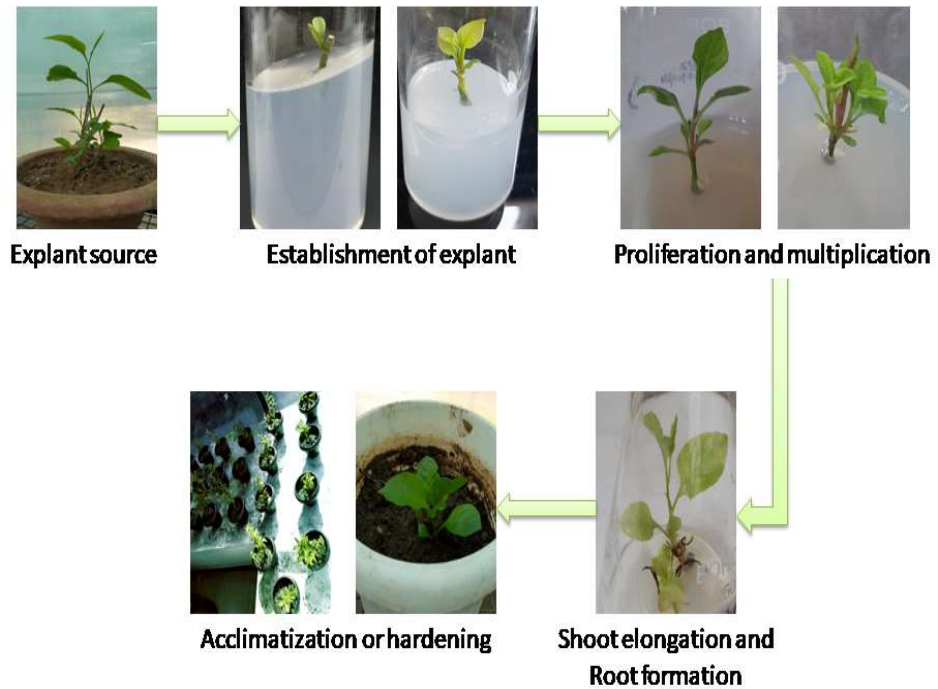 Explant source
Establishment of explant
Proliferation and multiplication
Acclimatization or hardening
Shoot elongation and
Root formation